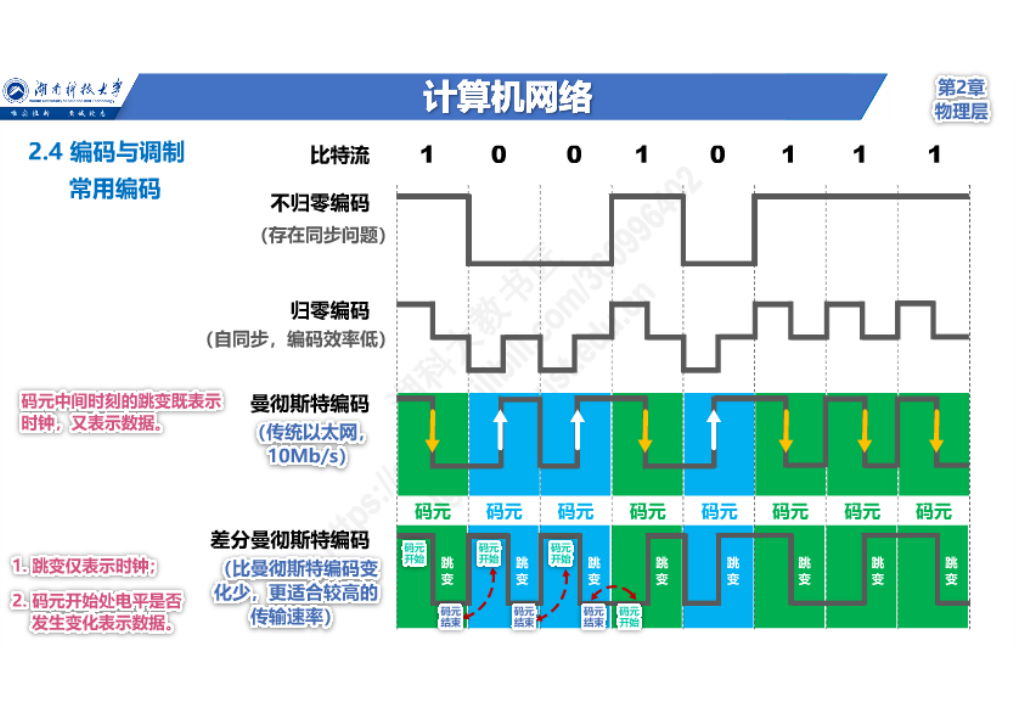 湖南科技大学
计算机网络
第2章
物理层
2.4 编码与调制
常用编码
比特流 1 0 0 1 0 1 1 1
不归零编码
（存在同步问题）
归零编码
（自同步，编码效率低）
码元中间时刻的跳变既表示
时钟，又表示数据。
曼彻斯特编码
（传统以太网，
10Mb/s）
码元 码元 码元 码元 码元 码元 码元 码元
差分曼彻斯特编码
（比曼彻斯特编码变
化少，更适合较高的
传输速率）
1. 跳变仅表示时钟；
2. 码元开始处电平是否
发生变化表示数据。
码元
开始
码元
开始
码元
开始
跳
变
跳
变
跳
变
跳
变
跳
变
跳
变
跳
变
跳
变
码元
结束
码元
结束
码元
结束
码元
开始